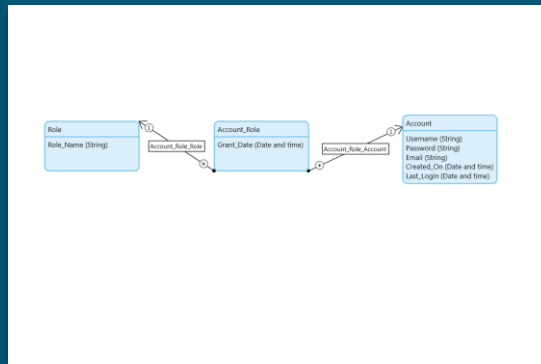 Role
Role_Name (String)
1
Account_Role_Role
*
Account_Role
Grant_Date (Date and time)
1
Account_Role_Account
*
Account
Username (String)
Password (String)
Email (String)
Created_On (Date and time)
Last_Login (Date and time)